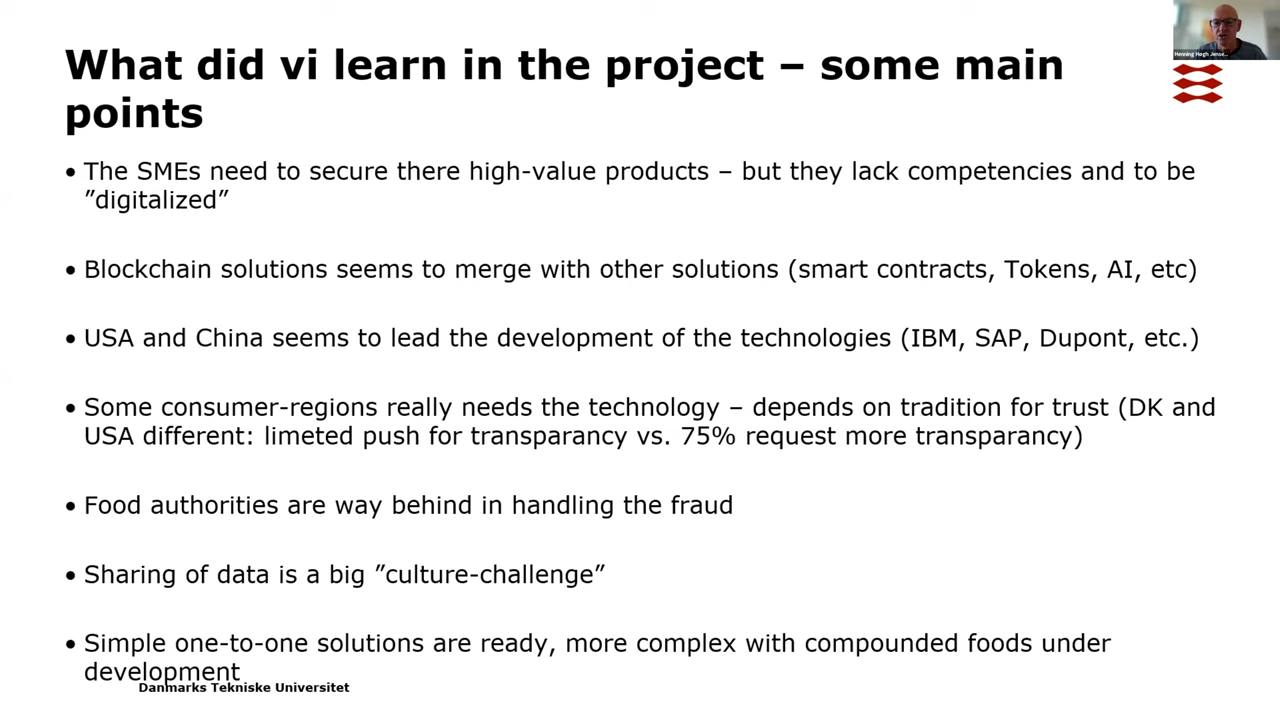 What did vi learn in the project – some main
points
• The SMEs need to secure there high-value products – but they lack competencies and to be
”digitalized”
• Blockchain solutions seems to merge with other solutions (smart contracts, Tokens, AI, etc)
• USA and China seems to lead the development of the technologies (IBM, SAP, Dupont, etc.)
• Some consumer-regions really needs the technology – depends on tradition for trust (DK and
USA different: limeted push for transparancy vs. 75% request more transparancy)
• Food authorities are way behind in handling the fraud
• Sharing of data is a big ”culture-challenge”
• Simple one-to-one solutions are ready, more complex with compounded foods under
development
Danmarks Tekniske Universitet
Henning Høgh Jense...